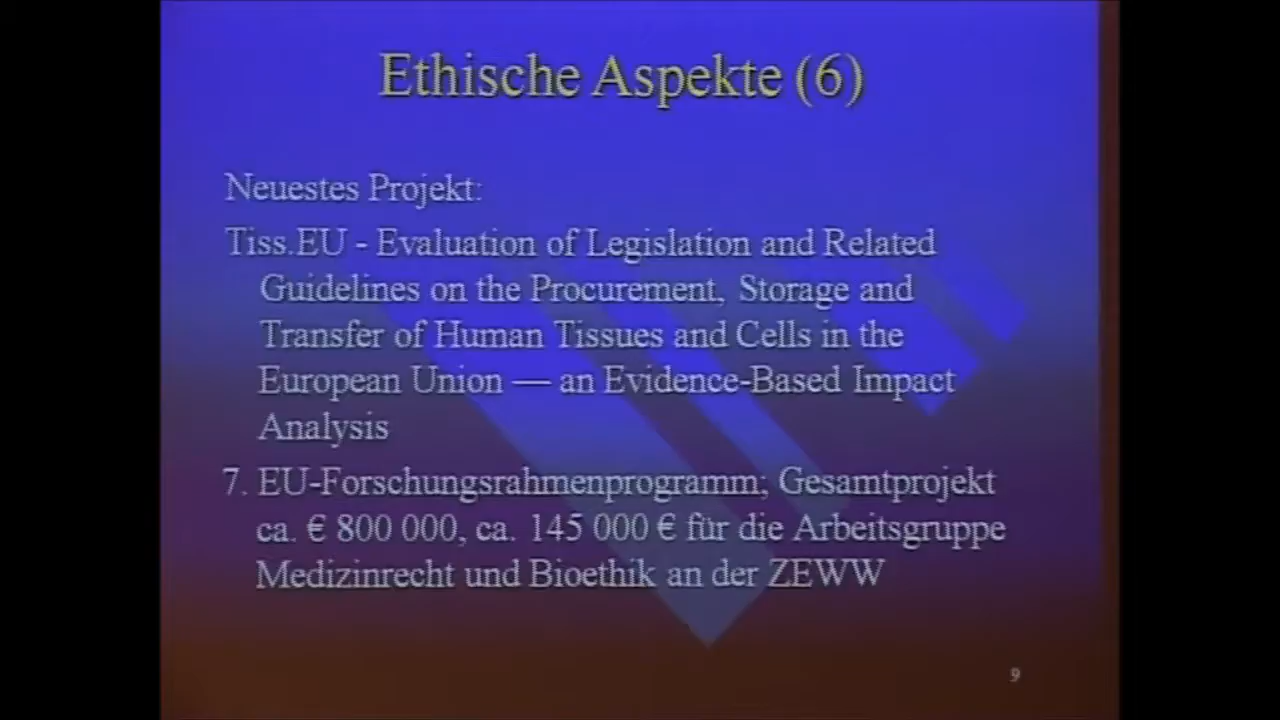 Ethische Aspekte (6)
Neuestes Projekt:
Tiss.EU - Evaluation of Legislation and Related
Guidelines on the Procurement, Storage and
Transfer of Human Tissues and Cells in the
European Union — an Evidence-Based Impact
Analysis
7. EU-Forschungsrahmenprogramm; Gesamtprojekt
ca. € 800 000, ca. 145 000 € für die Arbeitsgruppe
Medizinrecht und Bioethik an der ZEWW
9